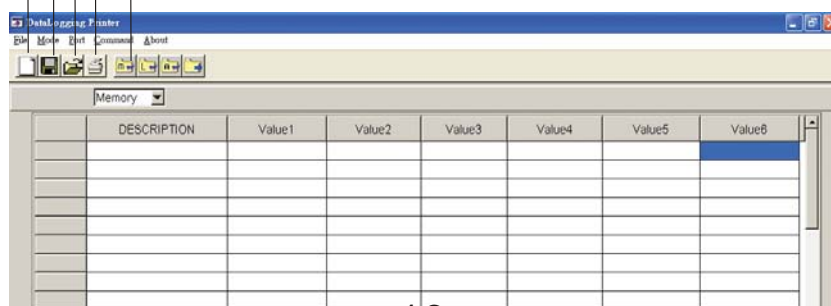 DataLogging Printer
File Mode Port Command About
Memory
DESCRIPTION Value1 Value2 Value3 Value4 Value5 Value6